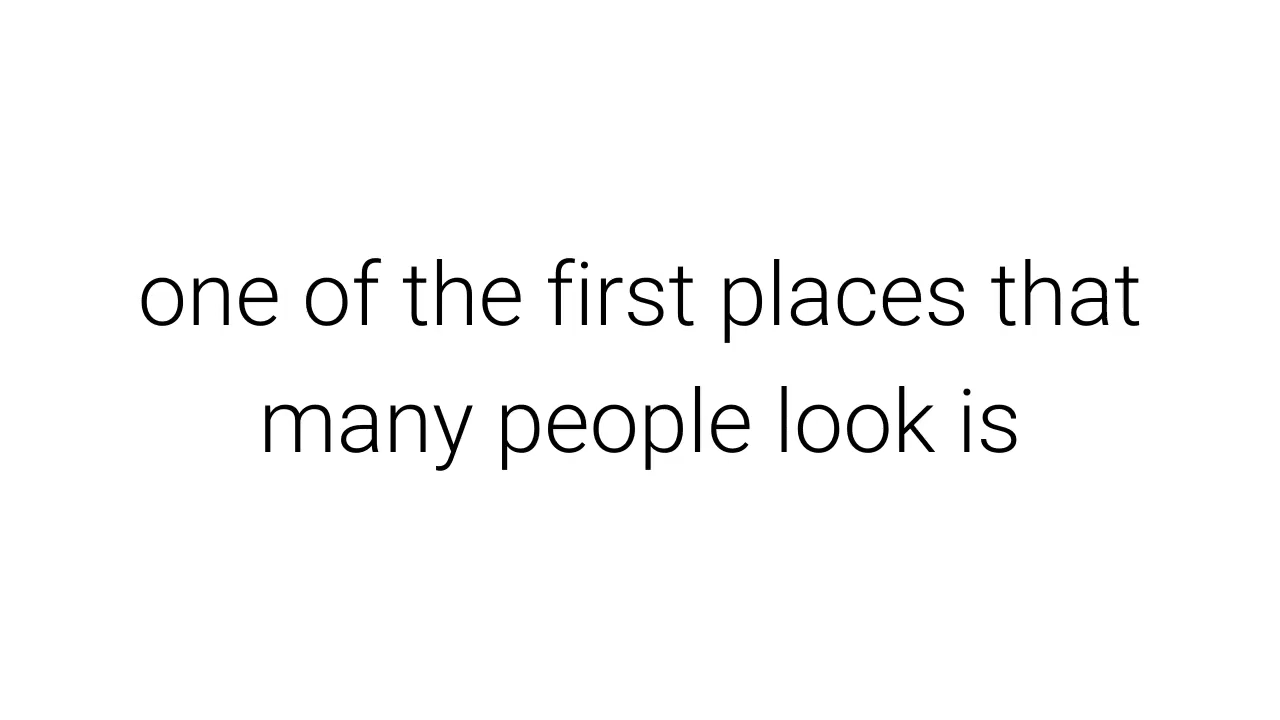 one of the first places that
many people look is